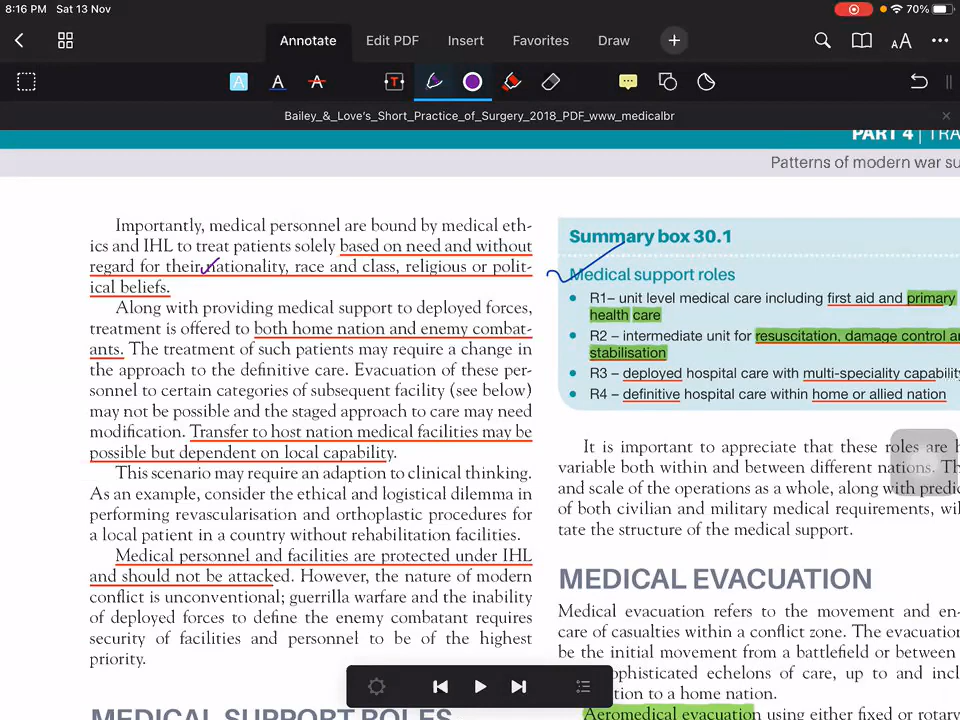 8:16 PM Sat 13 Nov
70%
Annotate Edit PDF Insert Favorites Draw
Bailey_&_Love's_Short_Practice_of_Surgery_2018_PDF_www_medicalbr
PART 4 | TRA
Patterns of modern war su
Importantly, medical personnel are bound by medical eth-
ics and IHL to treat patients solely based on need and without
regard for their nationality, race and class, religious or polit-
ical beliefs.
Along with providing medical support to deployed forces,
treatment is offered to both home nation and enemy combat-
ants. The treatment of such patients may require a change in
the approach to the definitive care. Evacuation of these per-
sonnel to certain categories of subsequent facility (see below)
may not be possible and the staged approach to care may need
modification. Transfer to host nation medical facilities may be
possible but dependent on local capability.
This scenario may require an adaption to clinical thinking.
As an example, consider the ethical and logistical dilemma in
performing revascularisation and orthoplastic procedures for
a local patient in a country without rehabilitation facilities.
Medical personnel and facilities are protected under IHL
and should not be attacked. However, the nature of modern
conflict is unconventional; guerrilla warfare and the inability
of deployed forces to define the enemy combatant requires
security of facilities and personnel to be of the highest
priority.
MEDICAL SUPPORT ROLES
Summary box 30.1
Medical support roles
• R1– unit level medical care including first aid and primary
health care
• R2 – intermediate unit for resuscitation, damage control an
stabilisation
• R3 – deployed hospital care with multi-speciality capability
• R4 – definitive hospital care within home or allied nation
It is important to appreciate that these roles are h
variable both within and between different nations. Th
and scale of the operations as a whole, along with predic
of both civilian and military medical requirements, wil
tate the structure of the medical support.
MEDICAL EVACUATION
Medical evacuation refers to the movement and en-
care of casualties within a conflict zone. The evacuation
be the initial movement from a battlefield or between
sophisticated echelons of care, up to and incl
tion to a home nation.
Aeromedical evacuation using either fixed or rotary